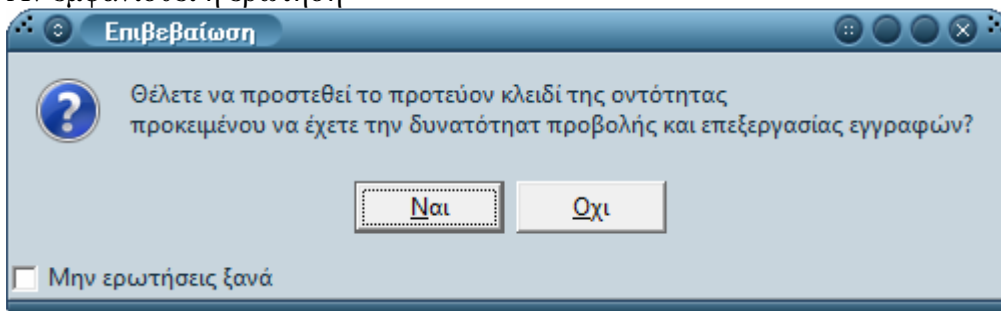 Επιβεβαίωση
Θέλετε να προστεθεί το προτεύον κλειδί της οντότητας
προκειμένου να έχετε την δυνατότηατ προβολής και επεξεργασίας εγγραφών?
Ναι Οχι
Μην ερωτήσεις ξανά